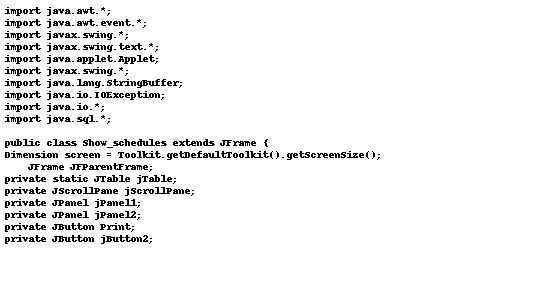 import java.awt.*;
import java.awt.event.*;
import javax.swing.*;
import javax.swing.text.*;
import java.applet.Applet;
import javax.swing.*;
import java.lang.StringBuffer;
import java.io.IOException;
import java.io.*;
import java.sql.*;

public class Show_schedules extends JFrame {
Dimension screen = Toolkit.getDefaultToolkit().getScreenSize();
    JFrame JFParentFrame;
private static JTable jTable;
private JScrollPane jScrollPane;
private JPanel jPanel1;
private JPanel jPanel2;
private JButton Print;
private JButton jButton2;